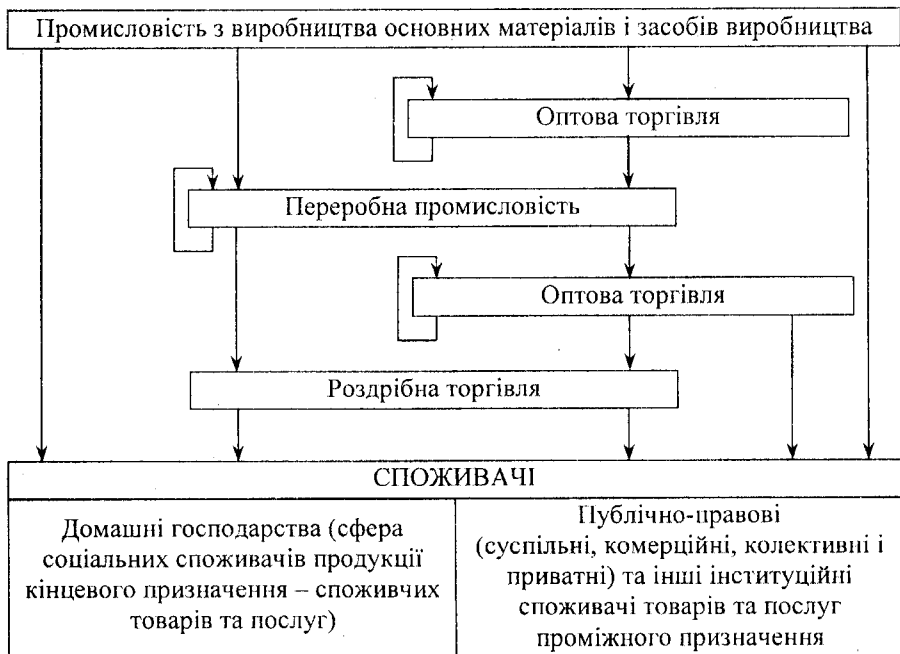 Промисловість з виробництва основних матеріалів і засобів виробництва
Оптова торгівля
Переробна промисловість
Оптова торгівля
Роздрібна торгівля
СПОЖИВАЧІ
Домашні господарства (сфера
соціальних споживачів продукції
кінцевого призначення – споживчих
товарів та послуг)
Публічно-правові
(суспільні, комерційні, колективні і
приватні) та інші інституційні
споживачі товарів та послуг
проміжного призначення